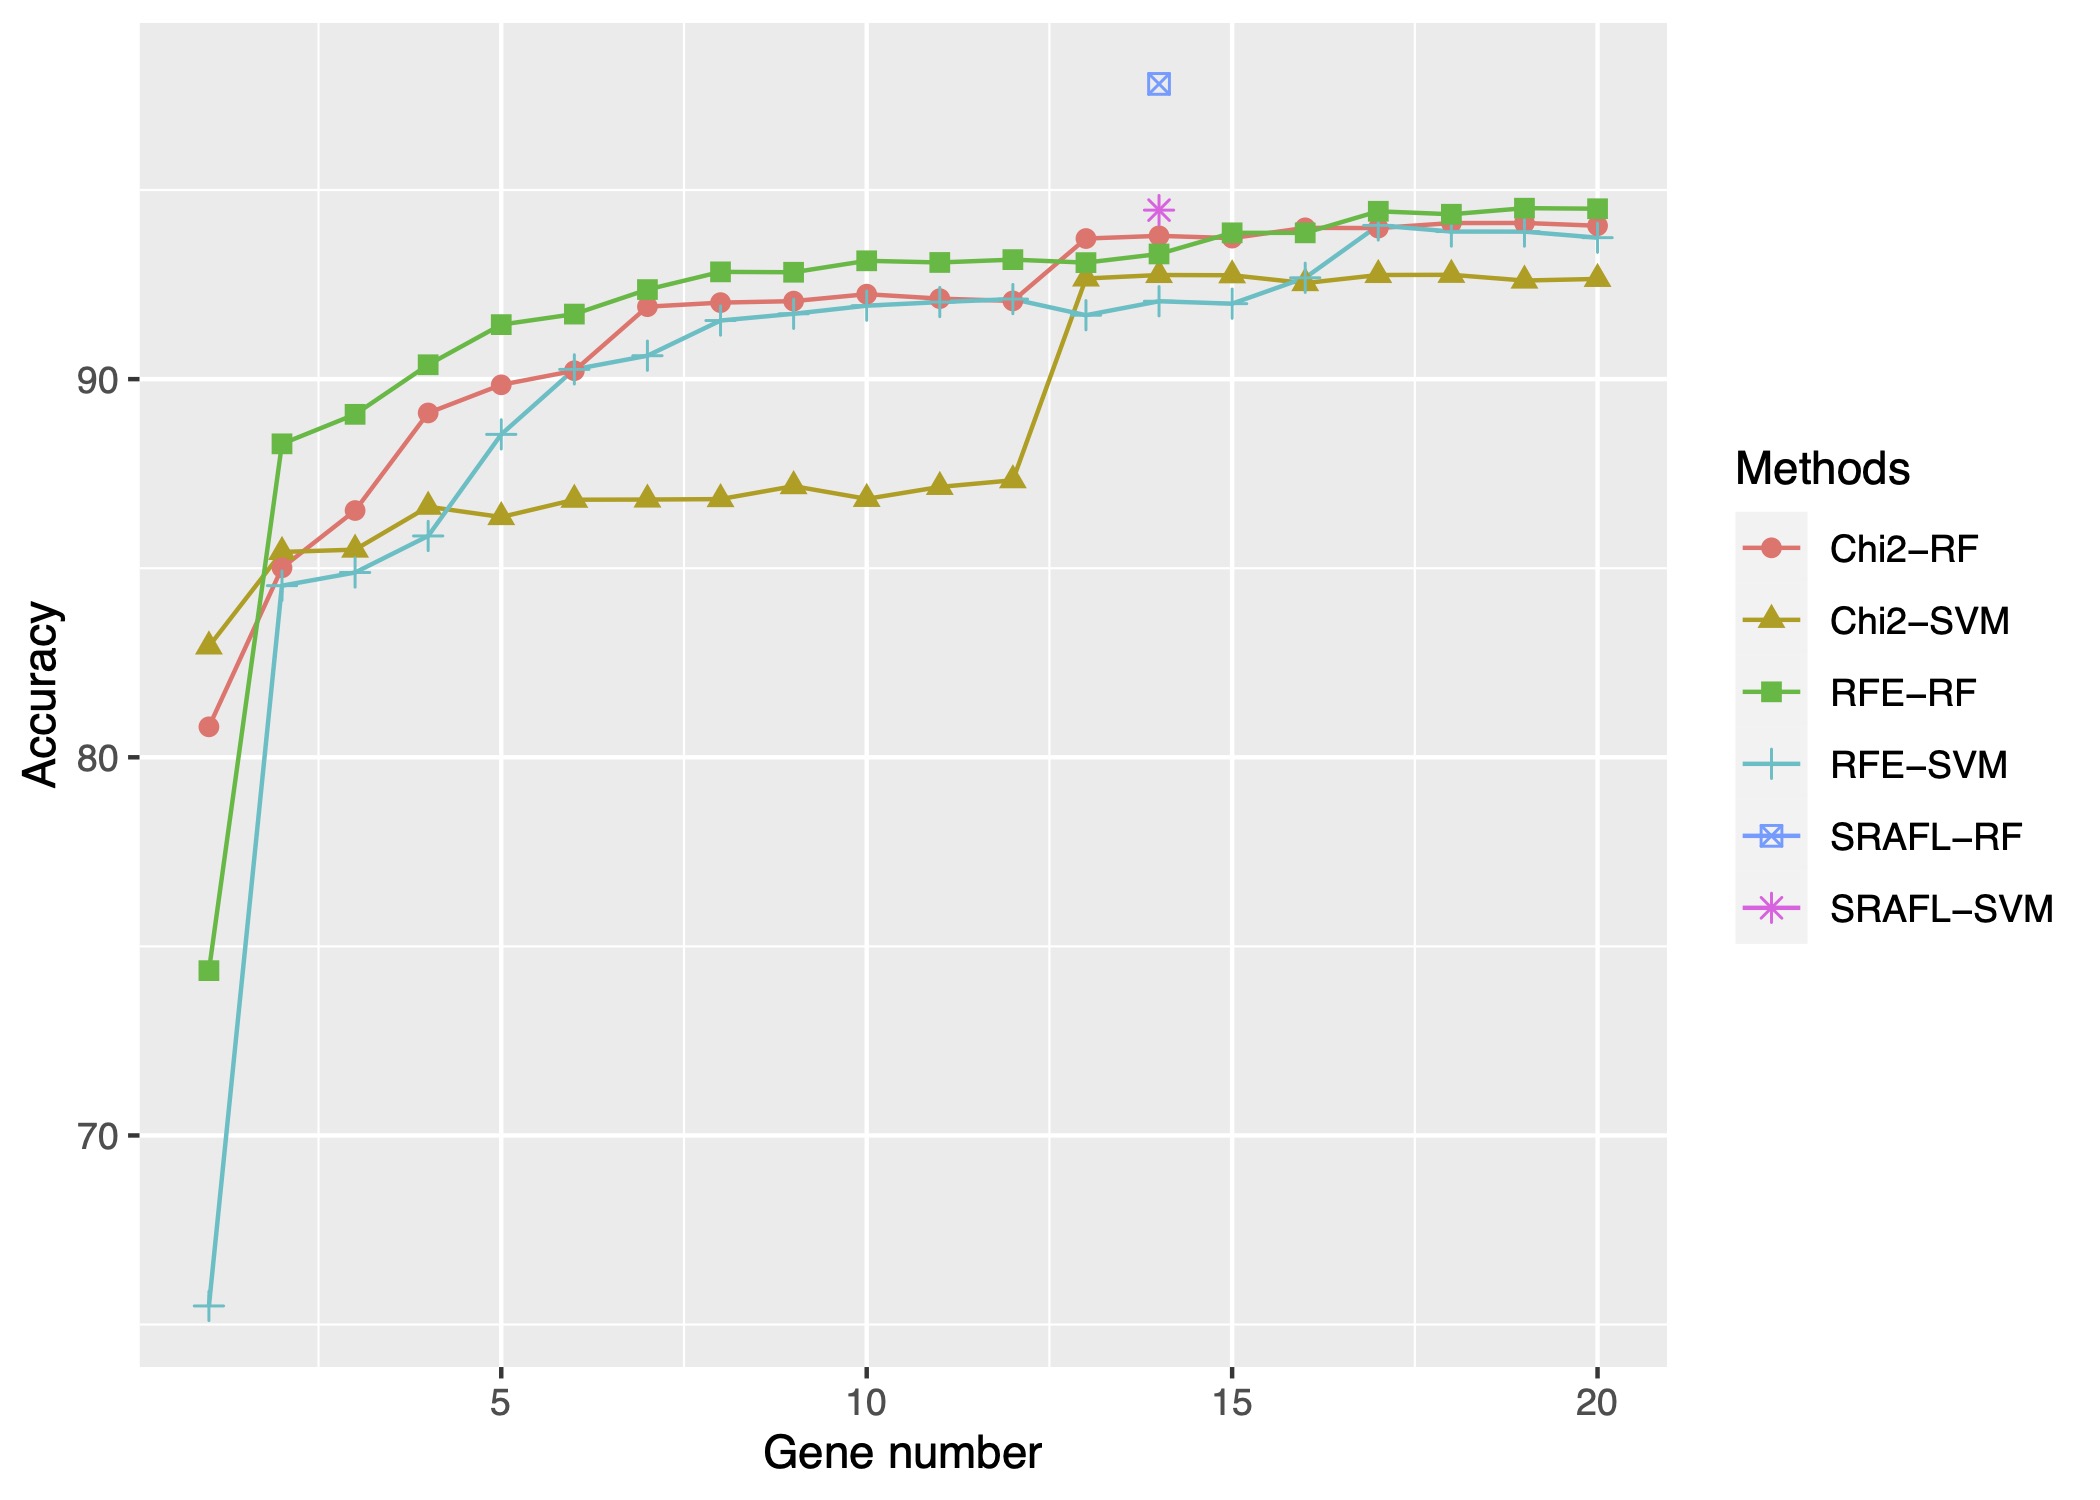 Accuracy
90
80
70
5 10 15 20
Gene number
Methods
Chi2−RF
Chi2−SVM
RFE−RF
RFE−SVM
SRAFL−RF
SRAFL−SVM